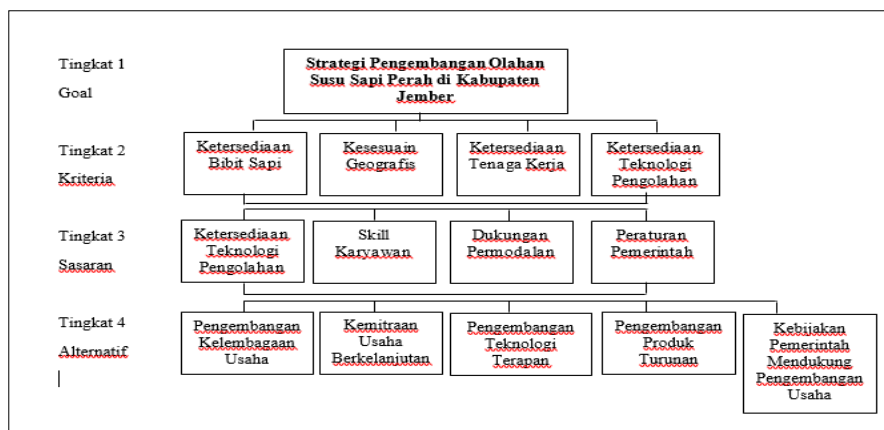 Tingkat 1
Goal
Strategi Pengembangan Olahan
Susu Sapi Perah di Kabupaten
Jember
Tingkat 2
Kriteria
Ketersediaan
Bibit Sapi
Kesesuain
Geografis
Ketersediaan
Tenaga Kerja
Ketersediaan
Teknologi
Pengolahan
Tingkat 3
Sasaran
Ketersediaan
Teknologi
Pengolahan
Skill
Karyawan
Dukungan
Permodalan
Peraturan
Pemerintah
Tingkat 4
Alternatif
Pengembangan
Kelembagaan
Usaha
Kemitraan
Usaha
Berkelanjutan
Pengembangan
Teknologi
Terapan
Pengembangan
Produk
Turunan
Kebijakan
Pemerintah
Mendukung
Pengembangan
Usaha